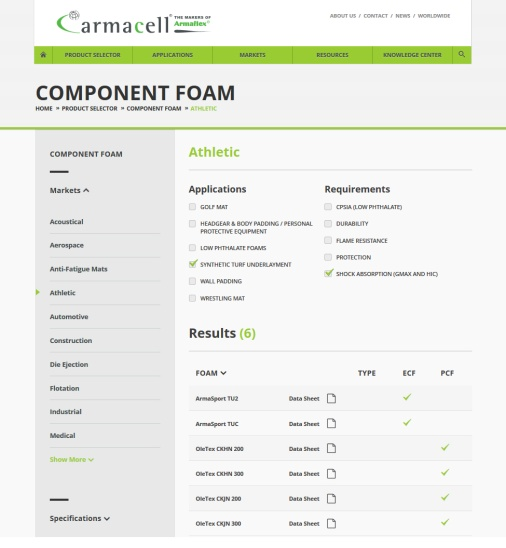 ABOUT US / CONTACT / NEWS / WORLDWIDE
armacell® THE MAKERS OF
Armaflex®
PRODUCT SELECTOR APPLICATIONS MARKETS RESOURCES KNOWLEDGE CENTER
COMPONENT FOAM
HOME » PRODUCT SELECTOR » COMPONENT FOAM » ATHLETIC
COMPONENT FOAM
Markets
Acoustical
Aerospace
Anti-Fatigue Mats
Athletic
Automotive
Construction
Die Ejection
Flotation
Industrial
Medical
Show More
Specifications
Athletic
Applications
GOLF MAT
HEADGEAR & BODY PADDING / PERSONAL
PROTECTIVE EQUIPMENT
LOW PHTHALATE FOAMS
SYNTHETIC TURF UNDERLAYMENT
WALL PADDING
WRESTLING MAT
Requirements
CPSIA (LOW PHTHALATE)
DURABILITY
FLAME RESISTANCE
PROTECTION
SHOCK ABSORPTION (GMAX AND HIC)
Results (6)
FOAM TYPE ECF PCF
ArmaSport TU2 Data Sheet
ArmaSport TUC Data Sheet
OleTex CKHN 200 Data Sheet
OleTex CKHN 300 Data Sheet
OleTex CKJN 200 Data Sheet
OleTex CKJN 300 Data Sheet